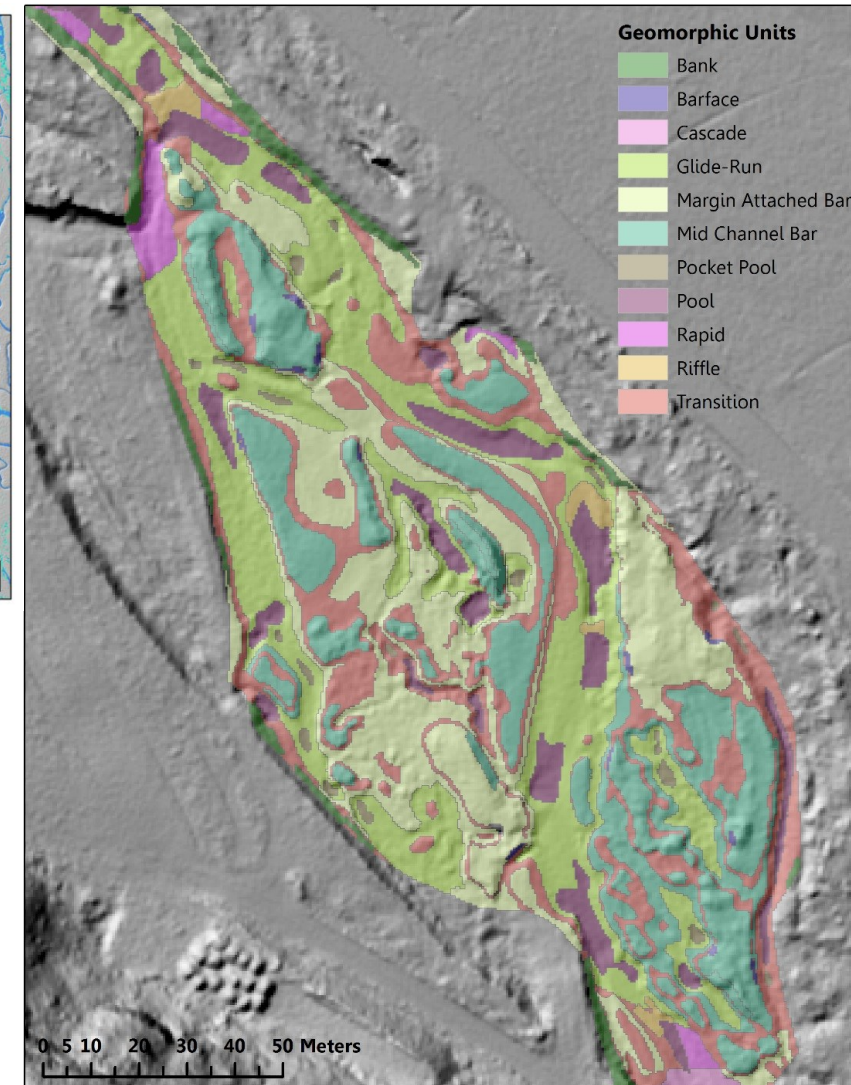 Geomorphic Units
Bank
Barface
Cascade
Glide-Run
Margin Attached Bar
Mid Channel Bar
Pocket Pool
Pool
Rapid
Riffle
Transition
0 5 10 20 30 40 50 Meters